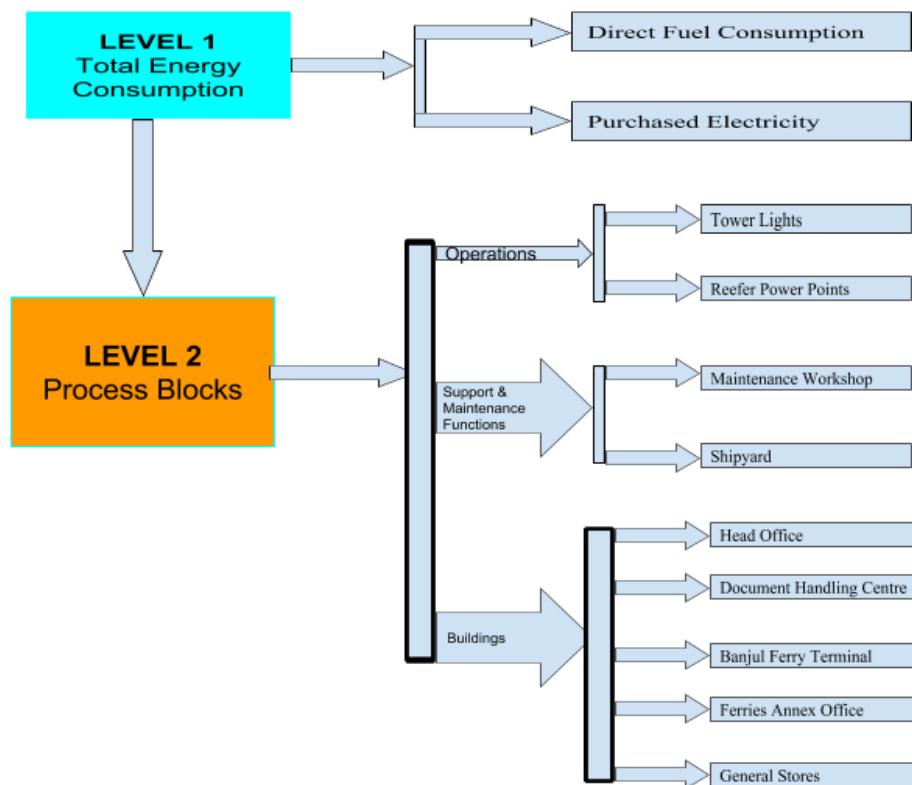 LEVEL 1
Total Energy
Consumption
Direct Fuel Consumption
Purchased Electricity
LEVEL 2
Process Blocks
Operations
Tower Lights
Reefer Power Points
Support &
Maintenance
Functions
Maintenance Workshop
Shipyard
Buildings
Head Office
Document Handling Centre
Banjul Ferry Terminal
Ferries Annex Office
General Stores